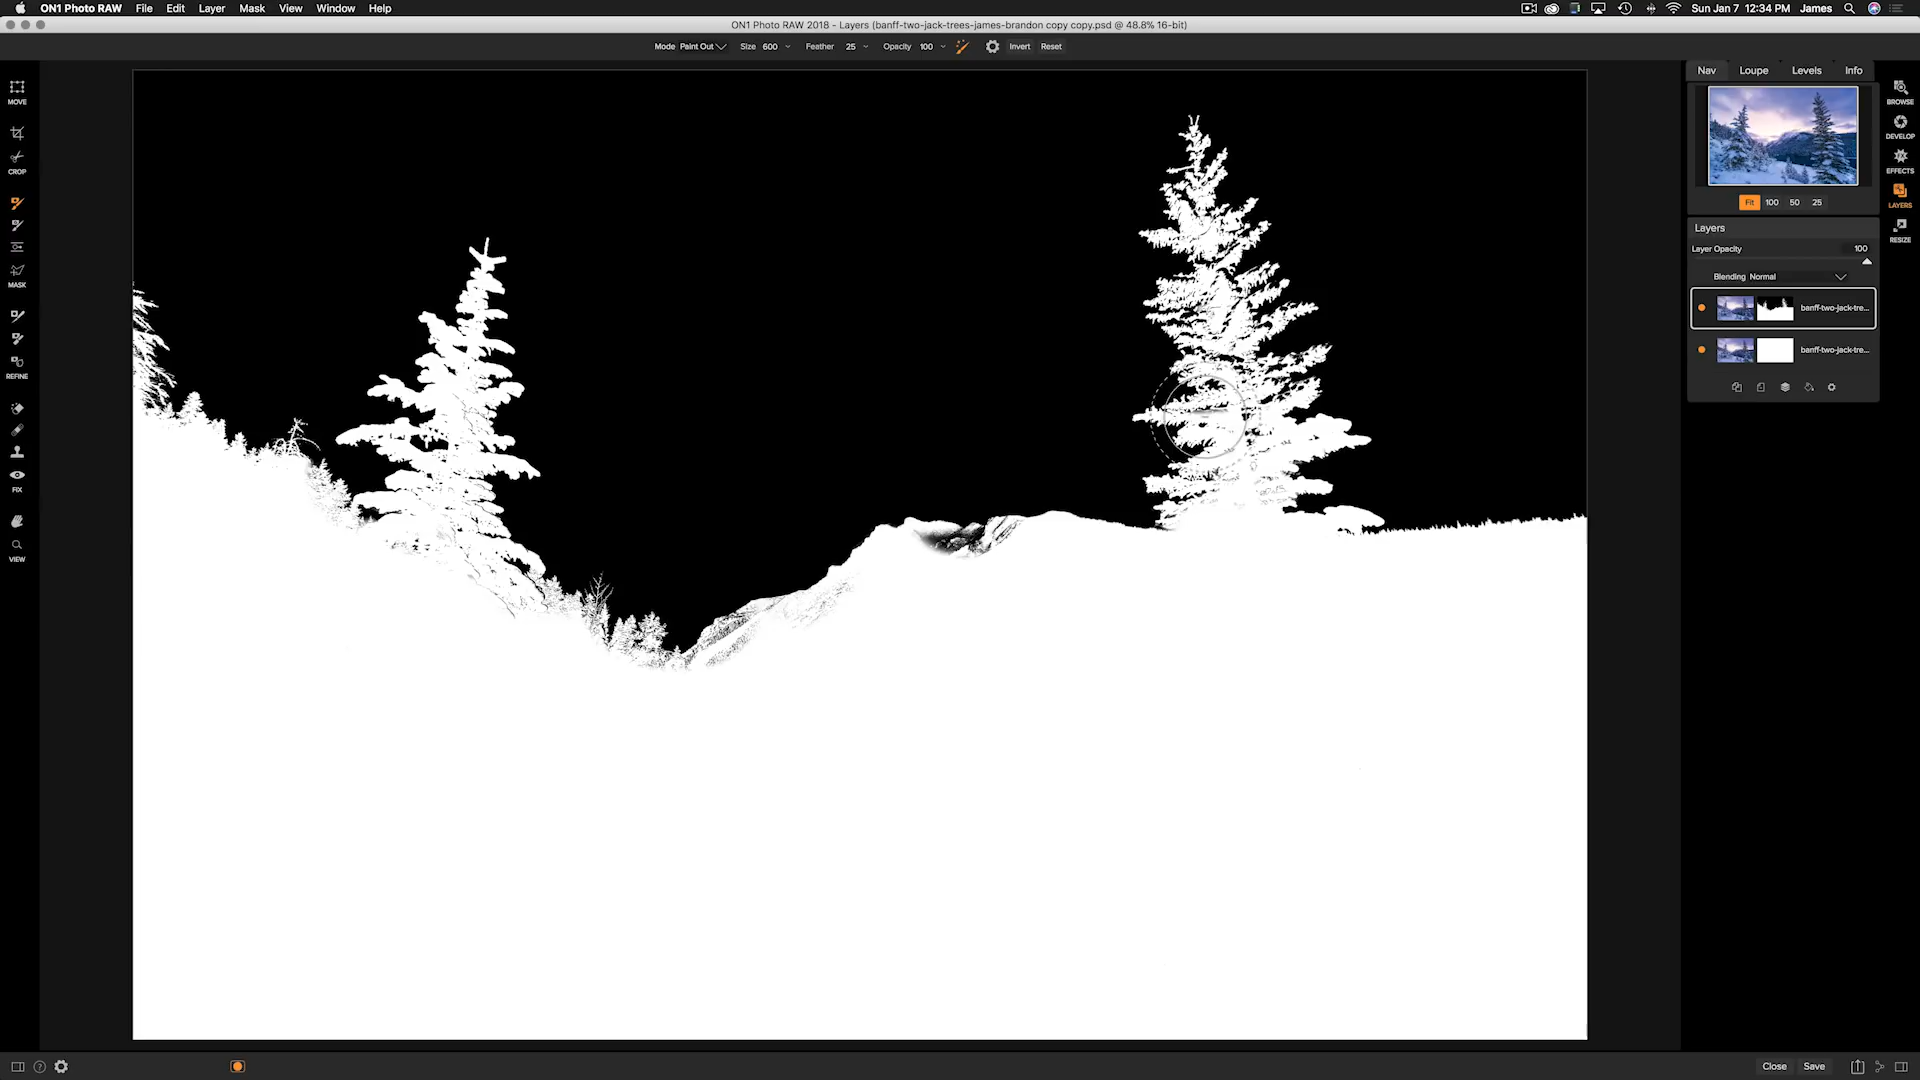 ON1 Photo RAW File Edit Layer Mask View Window Help Sun Jan 7 12:34 PM James
ON1 Photo RAW 2018 - Layers (banff-two-jack-trees-james-brandon copy copy.psd @ 48.8% 16-bit)
Mode Paint Out Size 600 Feather 25 Opacity 100 Invert Reset
MOVE
CROP
MASK
REFINE
FIX
VIEW
Nav Loupe Levels Info
Fit 100 50 25
Layers
Layer Opacity 100
Blending Normal
banff-two-jack-tre...
banff-two-jack-tre...
BROWSE
DEVELOP
EFFECTS
LAYERS
RESIZE
? Close Save